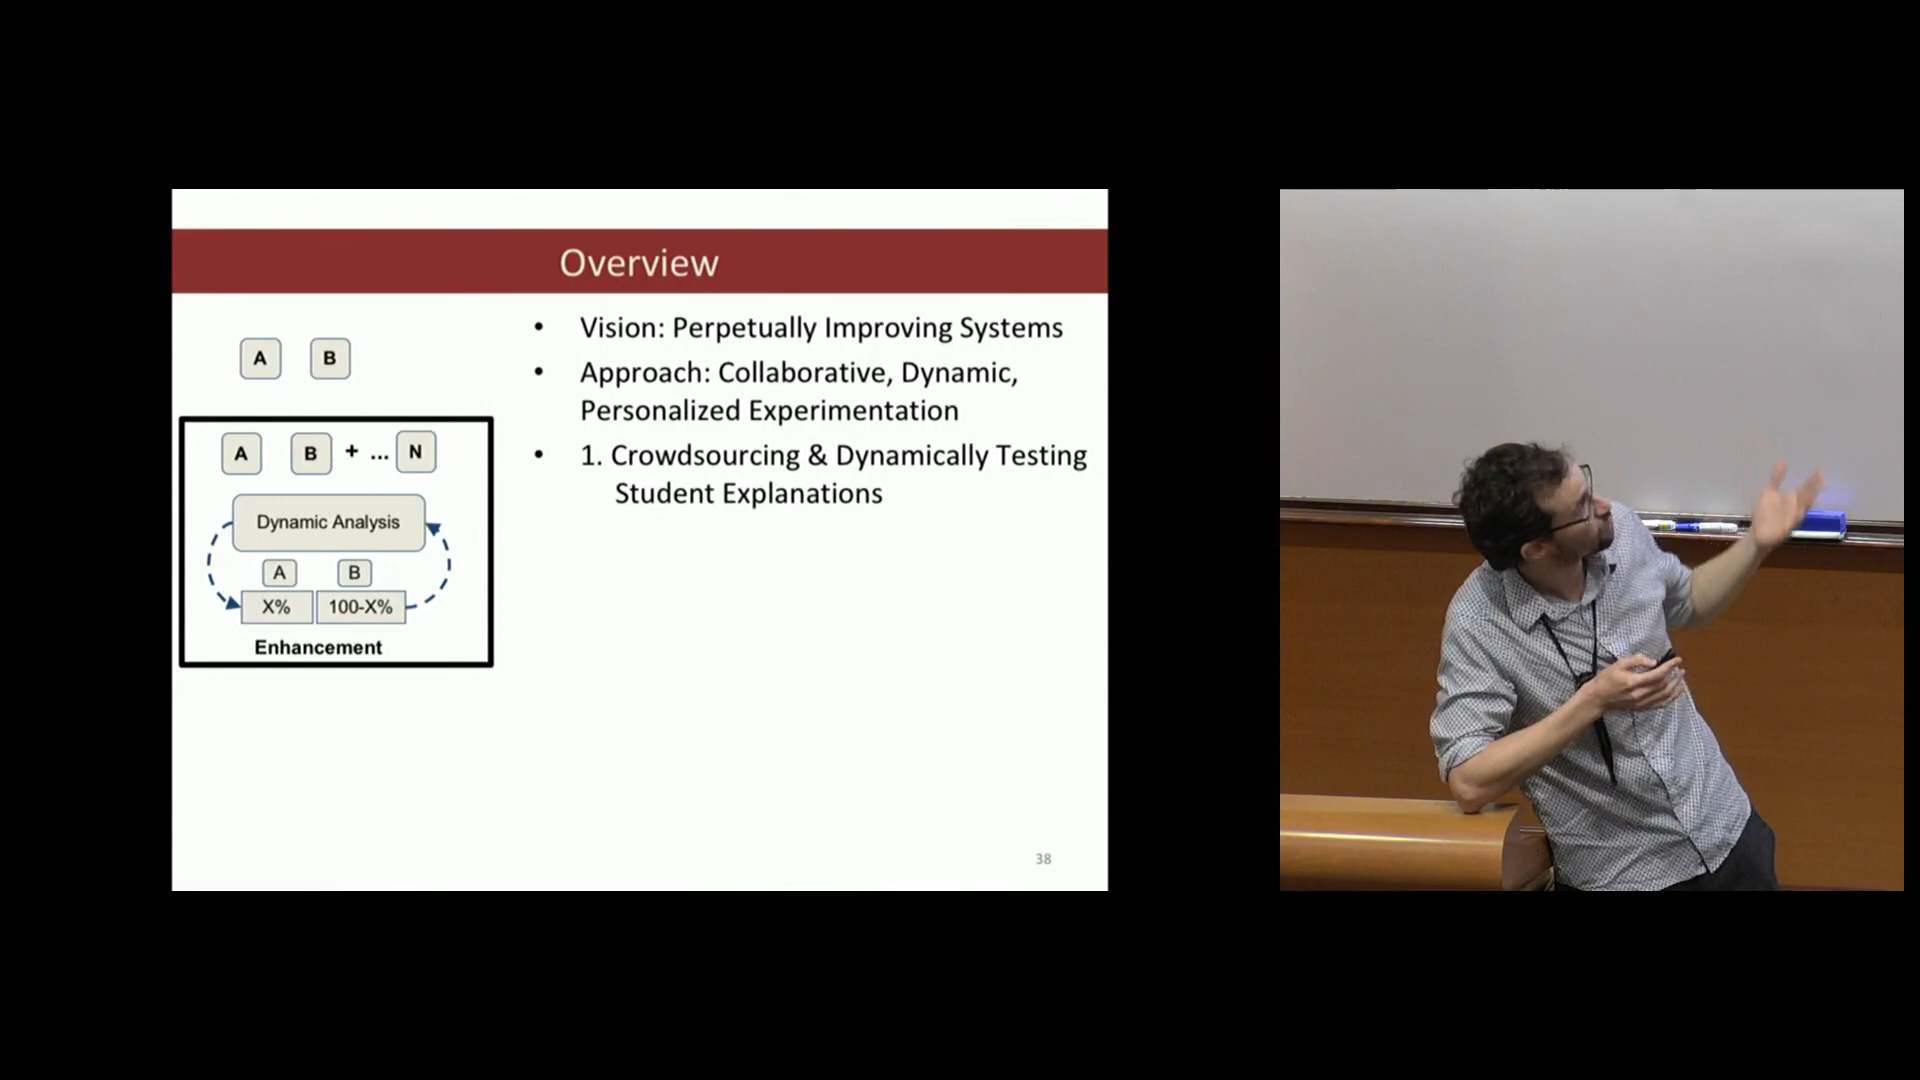 Overview
A B
A B + ... N
Dynamic Analysis
A B
X% 100-X%
Enhancement
• Vision: Perpetually Improving Systems
• Approach: Collaborative, Dynamic,
Personalized Experimentation
• 1. Crowdsourcing & Dynamically Testing
Student Explanations
38